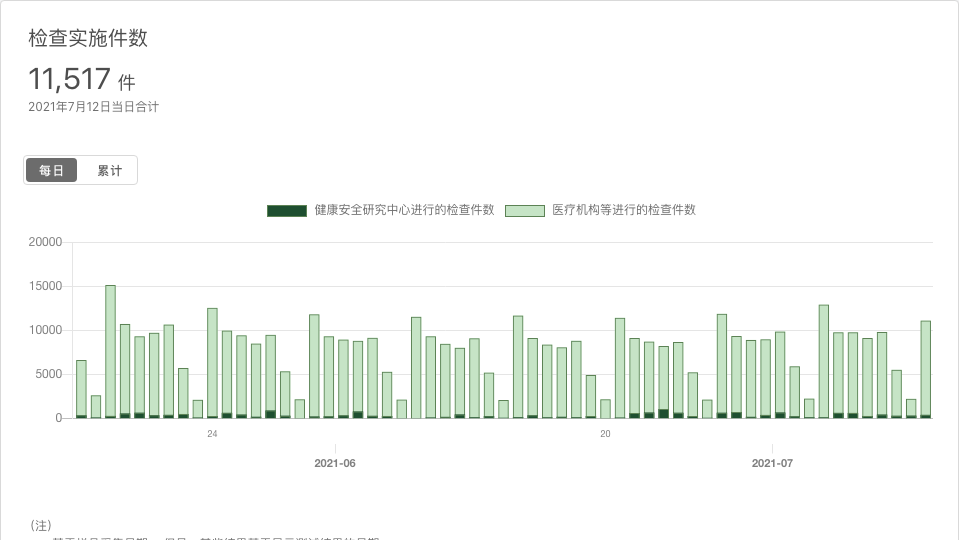 检查实施件数
11,517 件
2021年7月12日当日合计
每日 累计
健康安全研究中心进行的检查件数 医疗机构等进行的检查件数
20000
15000
10000
5000
0
24 20
2021-06 2021-07
(注)